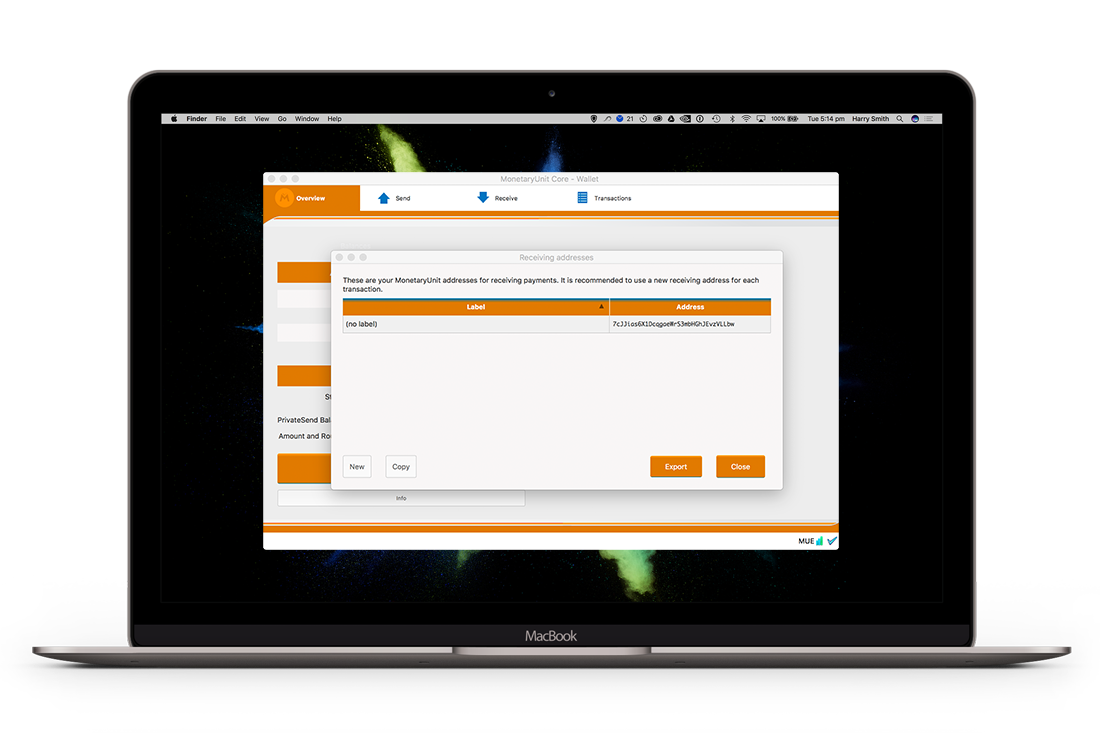 Finder File Edit View Go Window Help 21 100% Tue 5:14 pm Harry Smith
MonetaryUnit Core - Wallet
M Overview Send Receive Transactions
Receiving addresses
These are your MonetaryUnit addresses for receiving payments. It is recommended to use a new receiving address for each
transaction.
Label Address
(no label) 7cJJias6X1DcqgaeWrS3mbHGhJEvzVLLbw
St
PrivateSend Bal
Amount and Rou
New Copy Export Close
Info
MUE
MacBook